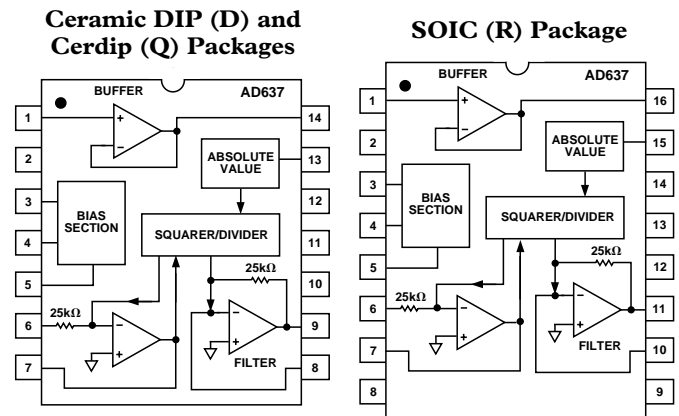 Ceramic DIP (D) and
Cerdip (Q) Packages
BUFFER
AD637
1
14
+
−
2
ABSOLUTE
VALUE
13
3
BIAS
SECTION
12
4
SQUARER/DIVIDER
11
5
25kΩ
10
25kΩ
6
−
+
−
+
9
7
FILTER
8
SOIC (R) Package
BUFFER
AD637
1
16
+
−
2
ABSOLUTE
VALUE
15
3
BIAS
SECTION
14
4
SQUARER/DIVIDER
13
5
25kΩ
12
25kΩ
6
−
+
−
+
11
7
FILTER
10
8
9